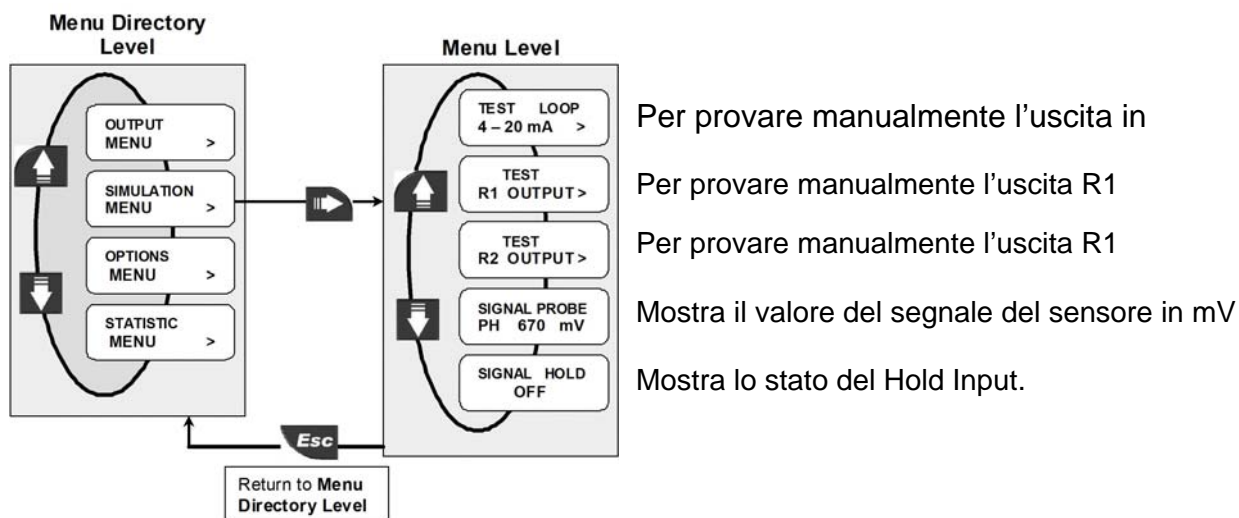 Menu Directory
Level
OUTPUT
MENU >
SIMULATION
MENU >
OPTIONS
MENU >
STATISTIC
MENU >
Menu Level
TEST LOOP
4 – 20 mA >
TEST
R1 OUTPUT >
TEST
R2 OUTPUT >
SIGNAL PROBE
PH 670 mV
SIGNAL HOLD
OFF
Per provare manualmente l'uscita in
Per provare manualmente l'uscita R1
Per provare manualmente l'uscita R1
Mostra il valore del segnale del sensore in mV
Mostra lo stato del Hold Input.
Esc
Return to Menu
Directory Level